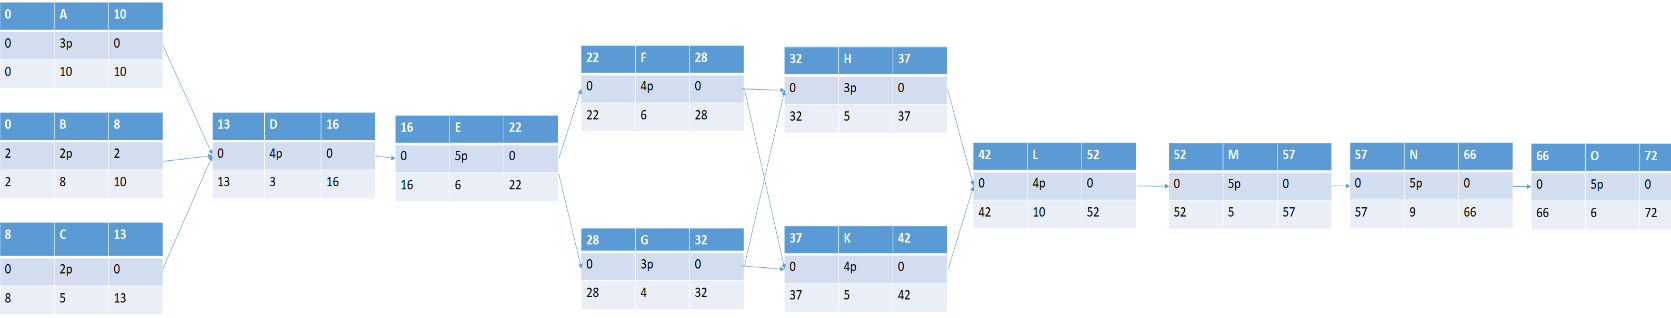 0 A 10
0 3p 0
0 10 10
0 B 8
2 2p 2
2 8 10
8 C 13
0 2p 0
8 5 13
13 D 16
0 4p 0
13 3 16
16 E 22
0 5p 0
16 6 22
22 F 28
0 4p 0
22 6 28
28 G 32
0 3p 0
28 4 32
32 H 37
0 3p 0
32 5 37
37 K 42
0 4p 0
37 5 42
42 L 52
0 4p 0
42 10 52
52 M 57
0 5p 0
52 5 57
57 N 66
0 5p 0
57 9 66
66 O 72
0 5p 0
66 6 72